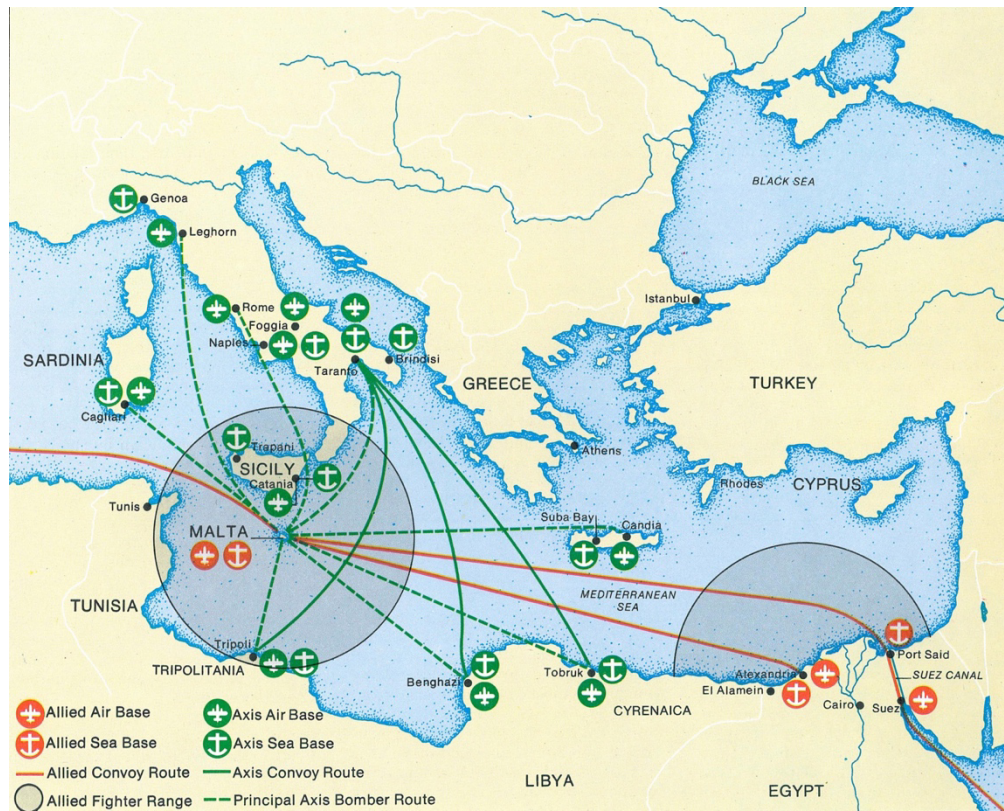 BLACK SEA
Genoa
Leghorn
Istanbul
Rome
Foggia
Naples
Brindisi
Taranto
SARDINIA
GREECE
TURKEY
Cagliari
Trapani
Athens
SICILY
Catania
Rhodes
CYPRUS
Tunis
Suba Bay
Candia
MALTA
MEDITERRANEAN
SEA
TUNISIA
Tripoli
Port Said
TRIPOLITANIA
Alexandria
SUEZ CANAL
Benghazi
Tobruk
El Alamein
CYRENAICA
Cairo
Suez
Allied Air Base
Axis Air Base
Allied Sea Base
Axis Sea Base
Allied Convoy Route
Axis Convoy Route
LIBYA
EGYPT
Allied Fighter Range
Principal Axis Bomber Route